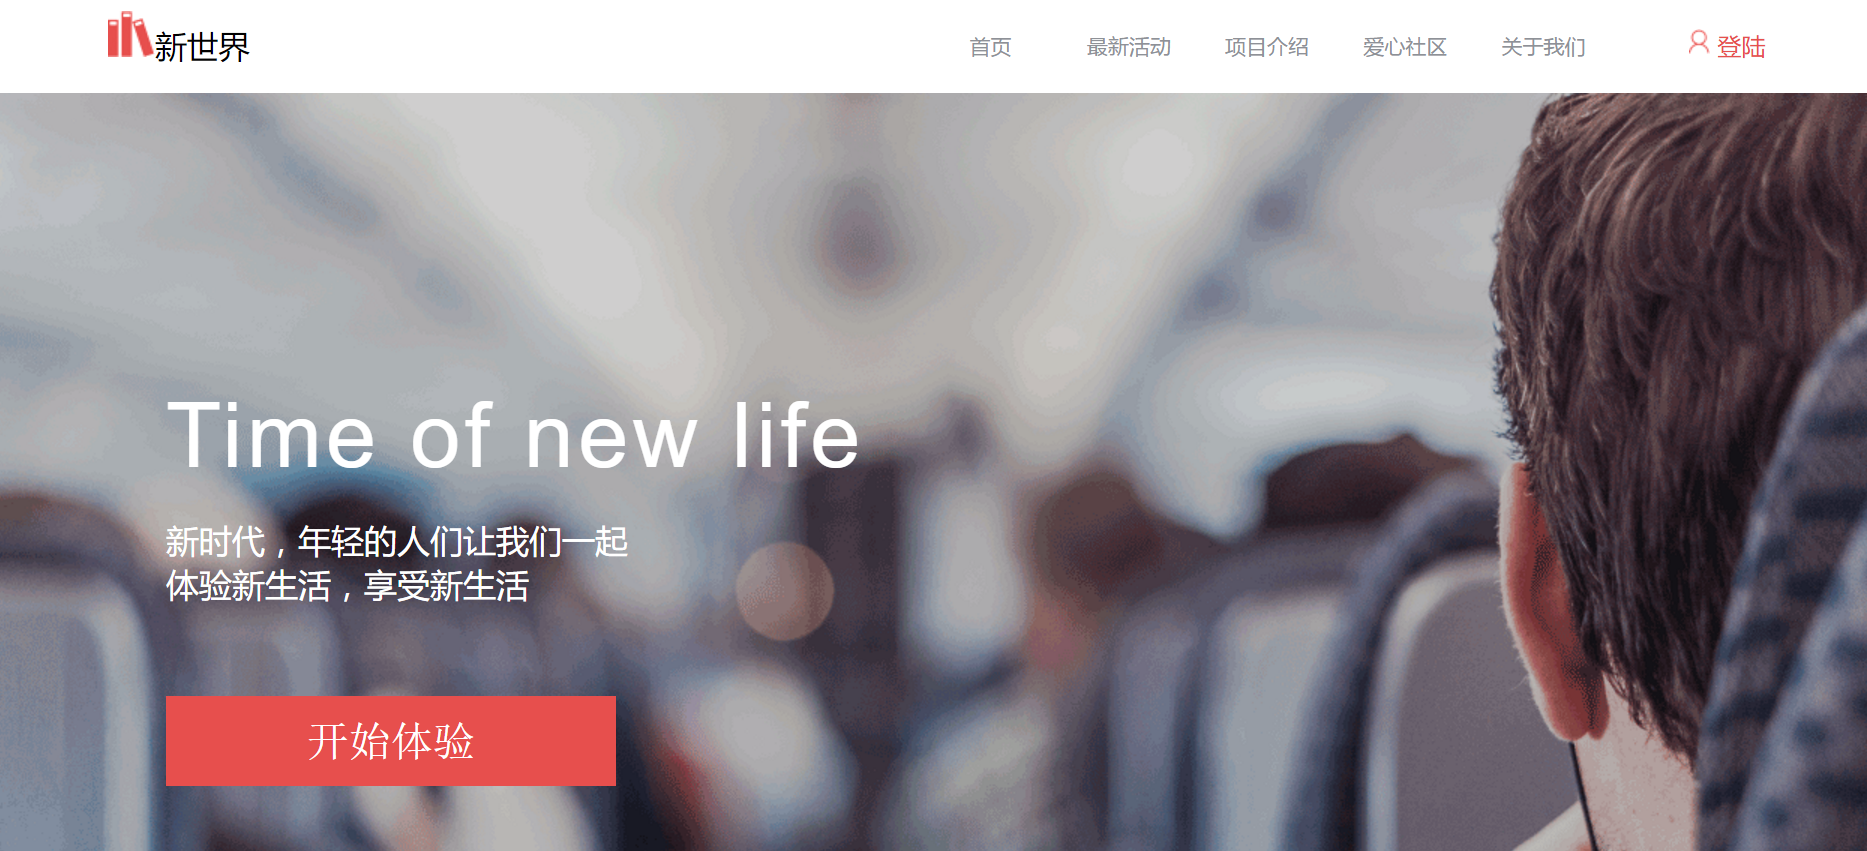 新世界
首页 最新活动 项目介绍 爱心社区 关于我们 登陆
Time of new life
新时代，年轻的人们让我们一起
体验新生活，享受新生活
开始体验